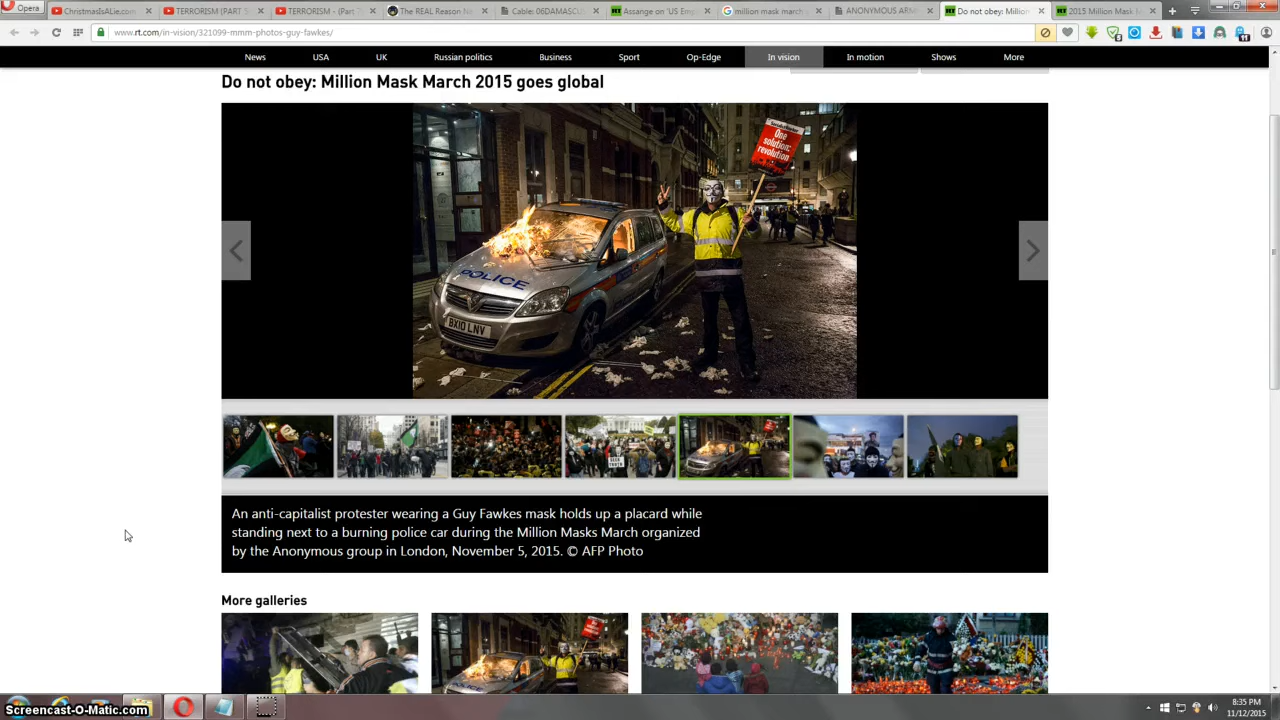 Opera
ChristmasIsALie.com
TERRORISM (PART
TERRORISM - (Part
The REAL Reason
Cable: 06DAMASCU
Assange on 'US Em
million mask march
ANONYMOUS ARM
Do not obey: Million
2015 Million Mask
www.rt.com/in-vision/321099-mmm-photos-guy-fawkes/
News
USA
UK
Russian politics
Business
Sport
Op-Edge
In vision
In motion
Shows
More
Do not obey: Million Mask March 2015 goes global
One
solution:
revolution
POLICE
BX10 LNV
An anti-capitalist protester wearing a Guy Fawkes mask holds up a placard while
standing next to a burning police car during the Million Masks March organized
by the Anonymous group in London, November 5, 2015. © AFP Photo
More galleries
Screencast-O-Matic.com
8:35 PM
11/12/2015